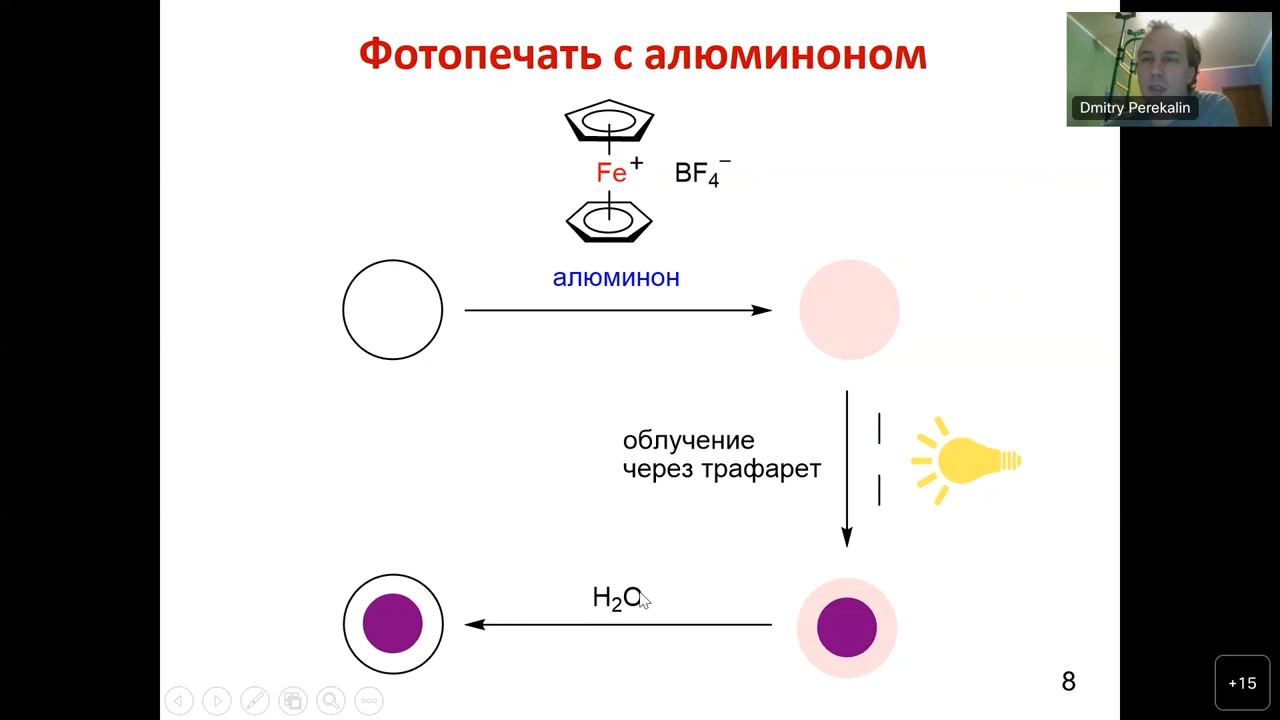 Фотопечать с алюминоном
Dmitry Perekalin
Fe+ BF4−
алюминон
облучение
через трафарет
H2O
8
+15